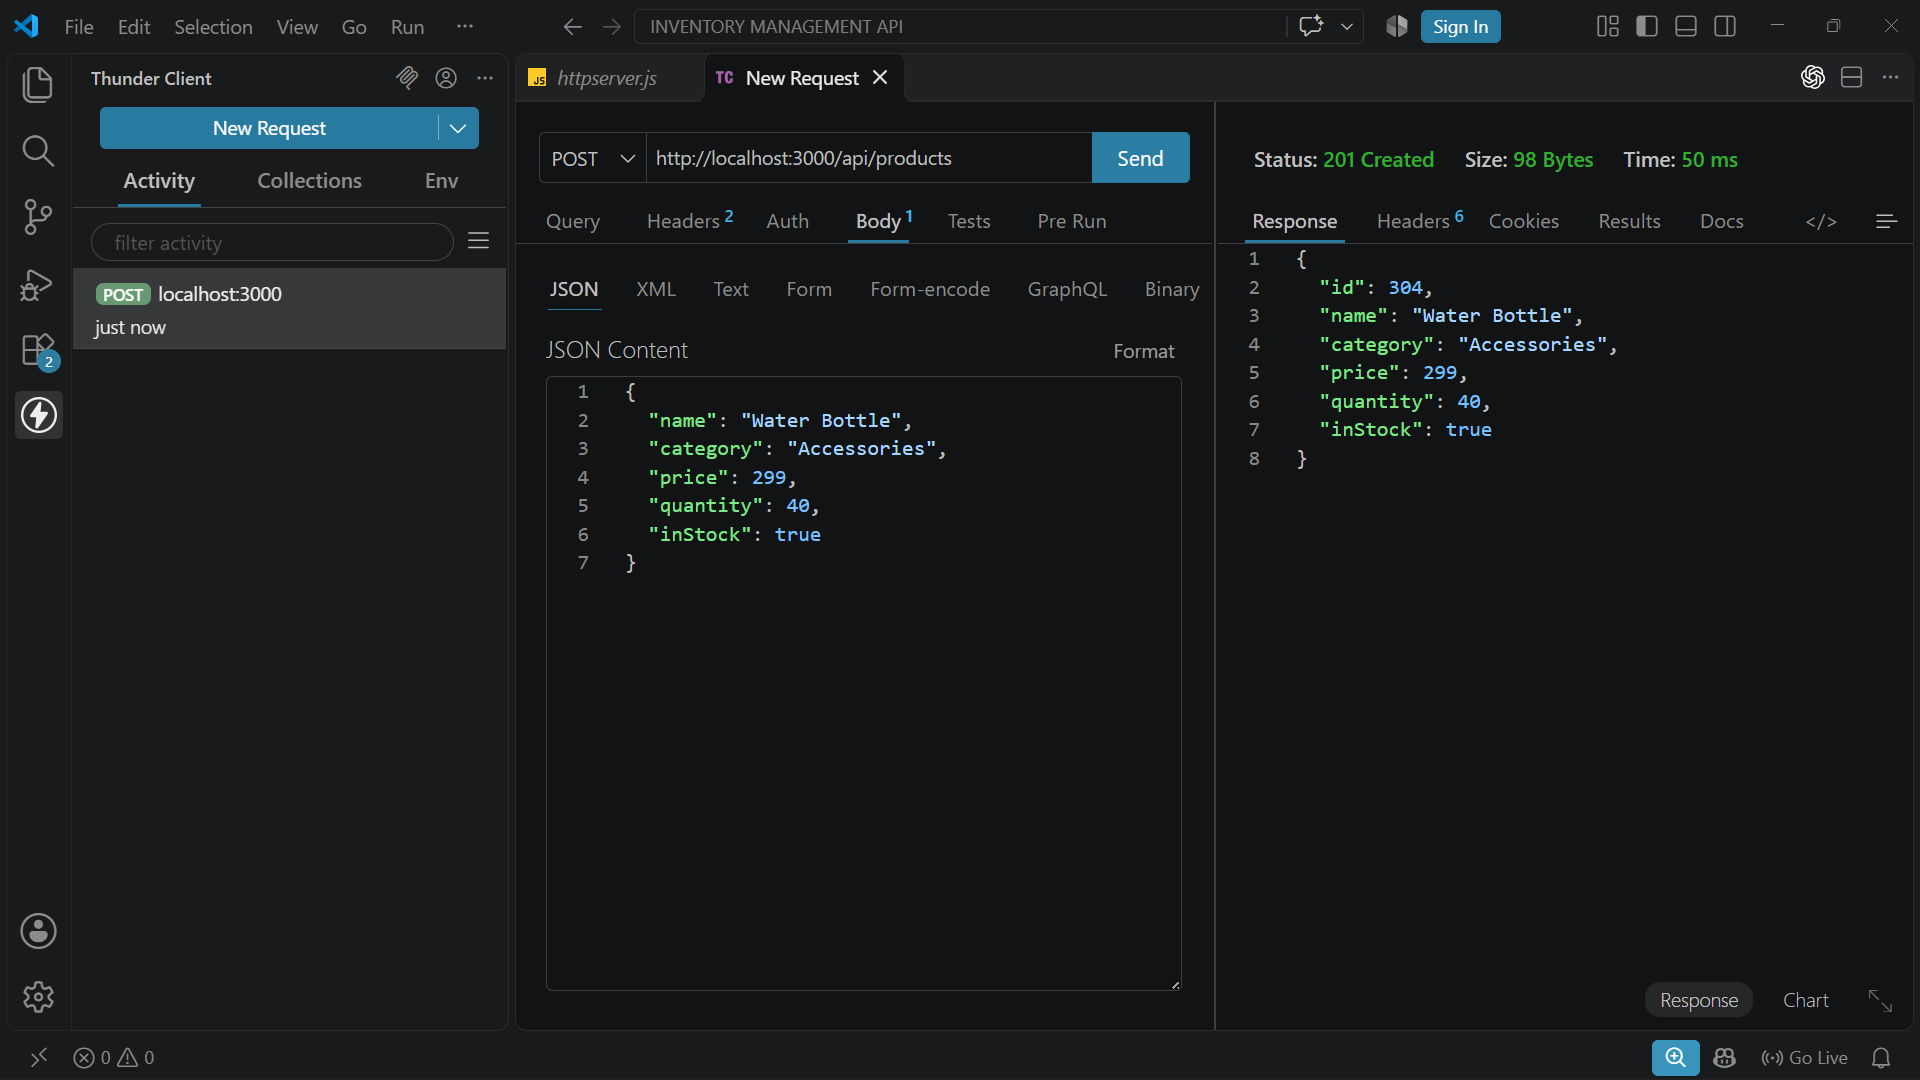 File Edit Selection View Go Run ···
INVENTORY MANAGEMENT API
Sign In
Thunder Client
New Request
Activity Collections Env
filter activity
POST localhost:3000
just now
2
JS httpserver.js
TC New Request
POST http://localhost:3000/api/products Send
Query Headers 2 Auth Body 1 Tests Pre Run
JSON XML Text Form Form-encode GraphQL Binary
JSON Content Format
1 {
2 "name": "Water Bottle",
3 "category": "Accessories",
4 "price": 299,
5 "quantity": 40,
6 "inStock": true
7 }
Status: 201 Created Size: 98 Bytes Time: 50 ms
Response Headers 6 Cookies Results Docs </>
1 {
2 "id": 304,
3 "name": "Water Bottle",
4 "category": "Accessories",
5 "price": 299,
6 "quantity": 40,
7 "inStock": true
8 }
Response Chart
0 0
Go Live